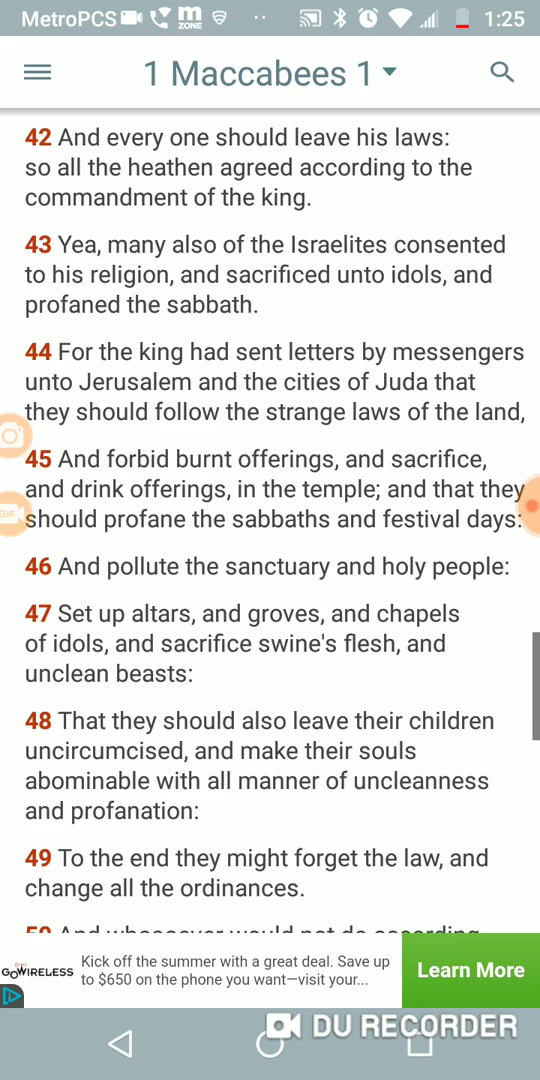 MetroPCS
m
ZONE
1:25
1 Maccabees 1
42 And every one should leave his laws:
so all the heathen agreed according to the
commandment of the king.
43 Yea, many also of the Israelites consented
to his religion, and sacrificed unto idols, and
profaned the sabbath.
44 For the king had sent letters by messengers
unto Jerusalem and the cities of Juda that
they should follow the strange laws of the land,
45 And forbid burnt offerings, and sacrifice,
and drink offerings, in the temple; and that they
GIF
should profane the sabbaths and festival days:
46 And pollute the sanctuary and holy people:
47 Set up altars, and groves, and chapels
of idols, and sacrifice swine's flesh, and
unclean beasts:
48 That they should also leave their children
uncircumcised, and make their souls
abominable with all manner of uncleanness
and profanation:
49 To the end they might forget the law, and
change all the ordinances.
50 And whosoever would not do according
GOWIRELESS
Kick off the summer with a great deal. Save up
to $650 on the phone you want—visit your...
Learn More
DU RECORDER